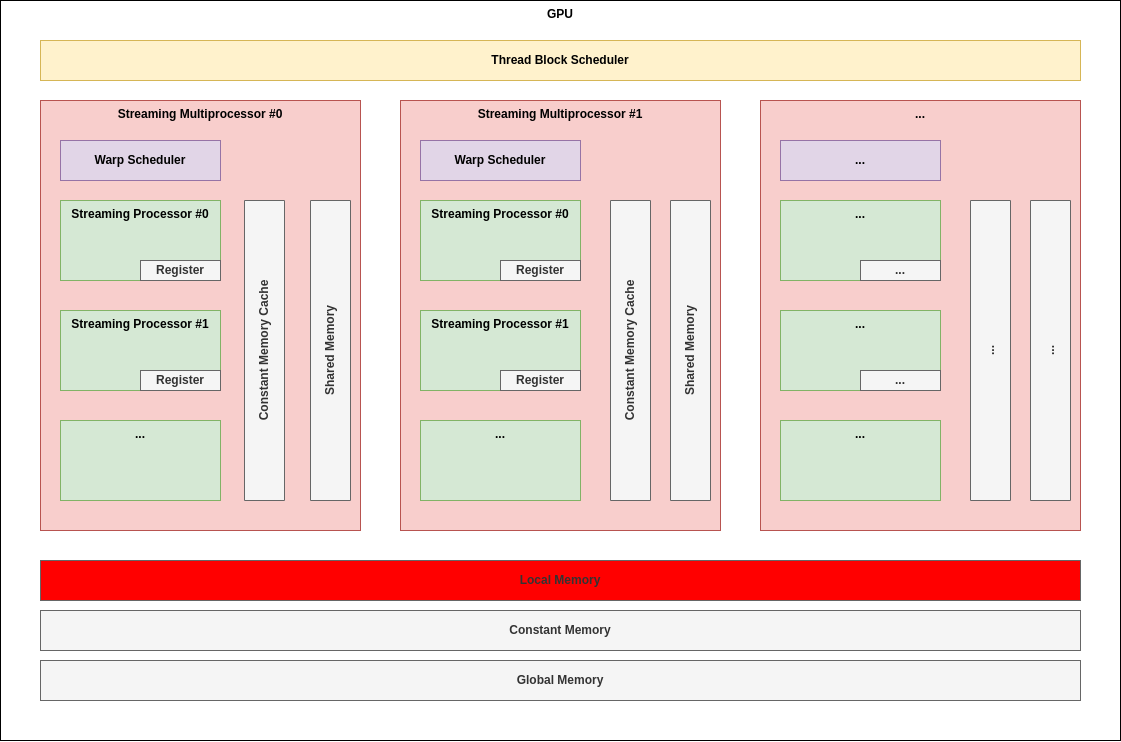 GPU
Thread Block Scheduler
Streaming Multiprocessor #0
Warp Scheduler
Streaming Processor #0
Register
Streaming Processor #1
Register
...
Constant Memory Cache
Shared Memory
Streaming Multiprocessor #1
Warp Scheduler
Streaming Processor #0
Register
Streaming Processor #1
Register
...
Constant Memory Cache
Shared Memory
...
...
...
...
...
...
...
...
...
Local Memory
Constant Memory
Global Memory